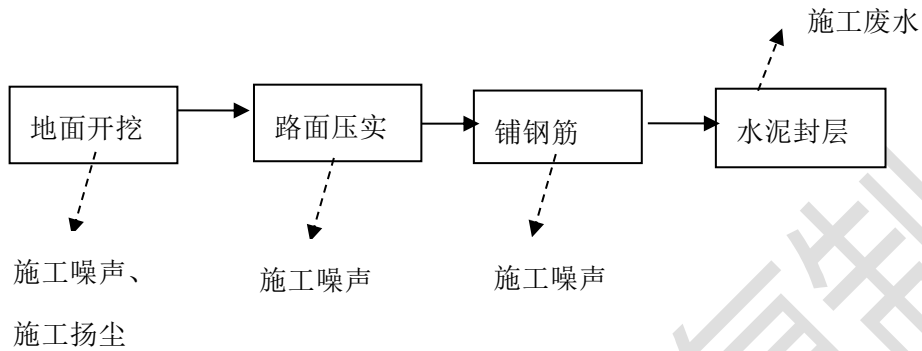 施工废水
地面开挖
路面压实
铺钢筋
水泥封层
施工噪声、
施工扬尘
施工噪声
施工噪声